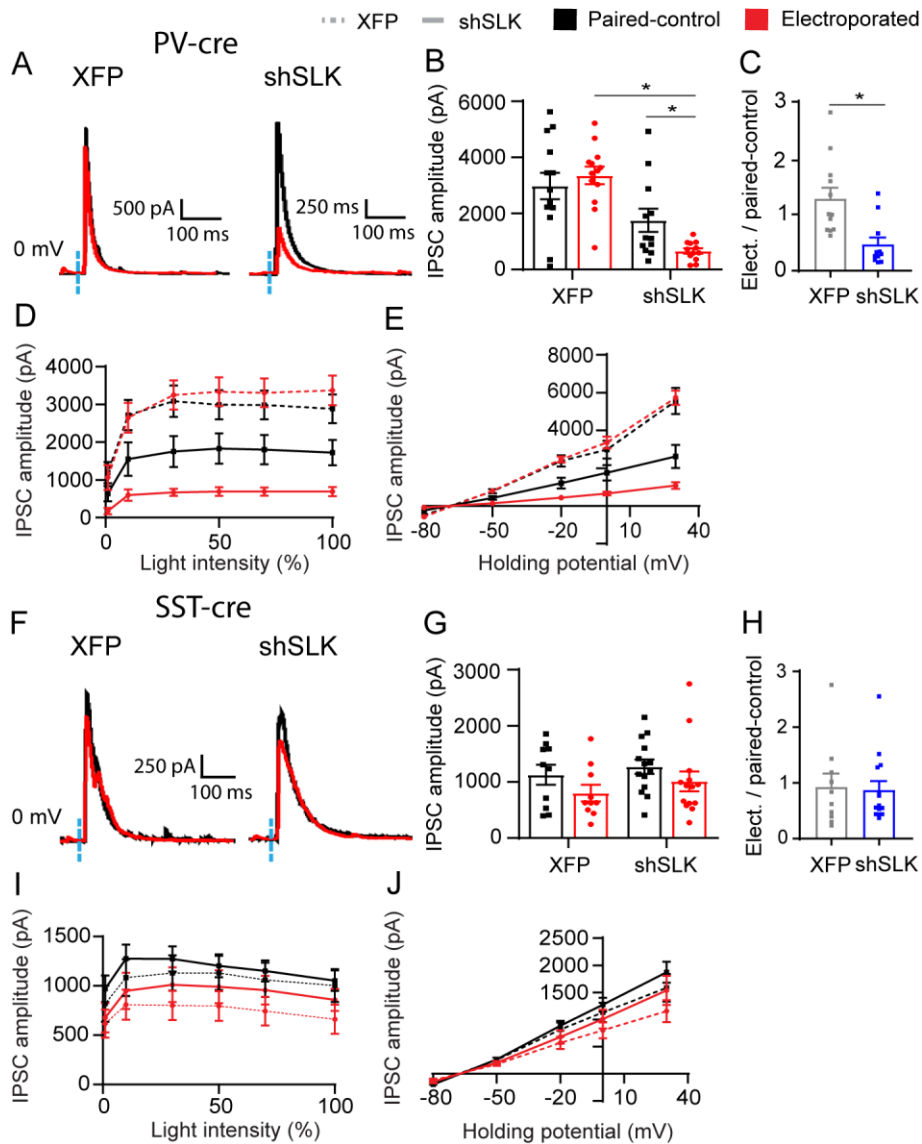 XFP shSLK Paired-control Electroporated
PV-cre
A
XFP shSLK
500 pA
100 ms
250 ms
100 ms
0 mV
B
IPSC amplitude (pA)
6000
4000
2000
0
*
*
XFP shSLK
C
Elect. / paired-control
3
2
1
0
*
XFP shSLK
D
IPSC amplitude (pA)
4000
3000
2000
1000
0
0 50 100
Light intensity (%)
E
IPSC amplitude (pA)
8000
6000
4000
2000
-80 -50 -20 10 40
Holding potential (mV)
SST-cre
F
XFP shSLK
250 pA
100 ms
0 mV
G
IPSC amplitude (pA)
3000
2000
1000
0
XFP shSLK
H
Elect. / paired-control
3
2
1
0
XFP shSLK
I
IPSC amplitude (pA)
1500
1000
500
0
0 50 100
Light intensity (%)
J
IPSC amplitude (pA)
2500
1500
-80 -50 -20 10 40
Holding potential (mV)